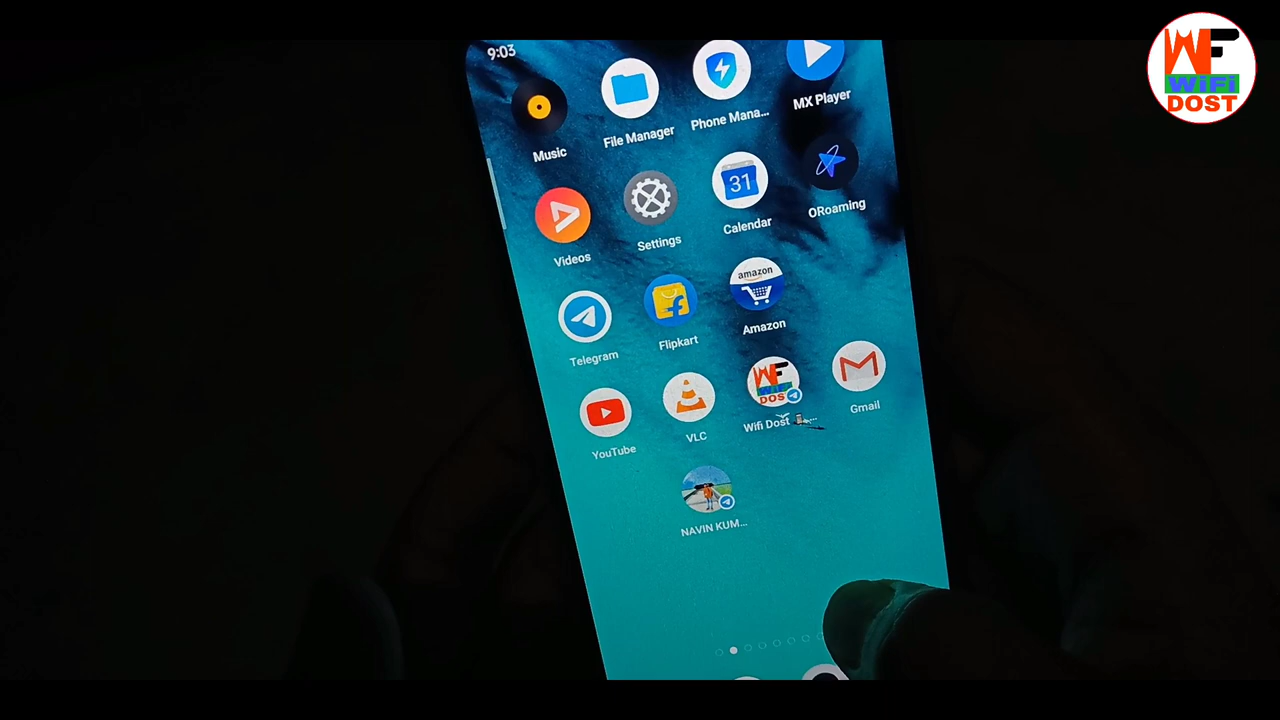 9:03
WF
WiFi
DOST
Music
File Manager
Phone Mana...
MX Player
Videos
Settings
31
Calendar
ORoaming
Telegram
Flipkart
amazon
Amazon
YouTube
VLC
WF
WiFi
DOS
Wifi Dost ...
Gmail
NAVIN KUM...